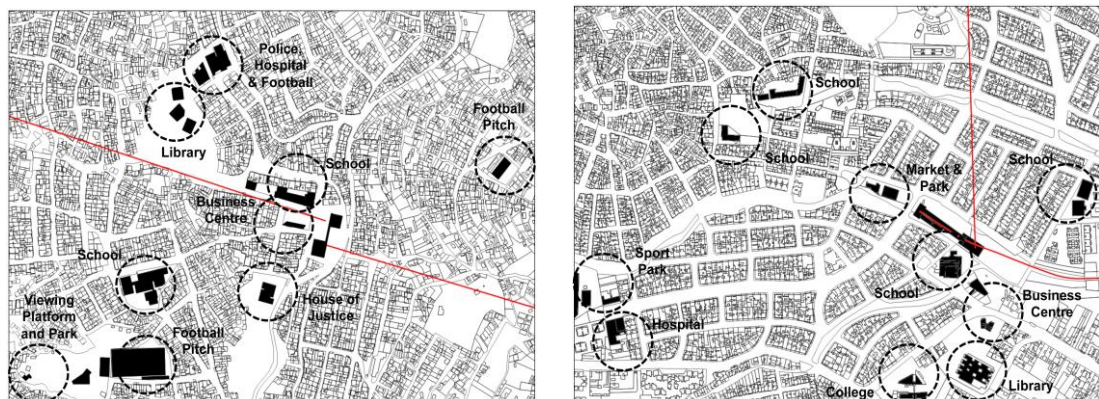 Police,
Hospital
& Football
Library
Football
Pitch
School
Business
Centre
School
House of
Justice
Viewing
Platform
and Park
Football
Pitch
School
School
Market &
Park
School
Sport
Park
Hospital
School
Business
Centre
Library
College